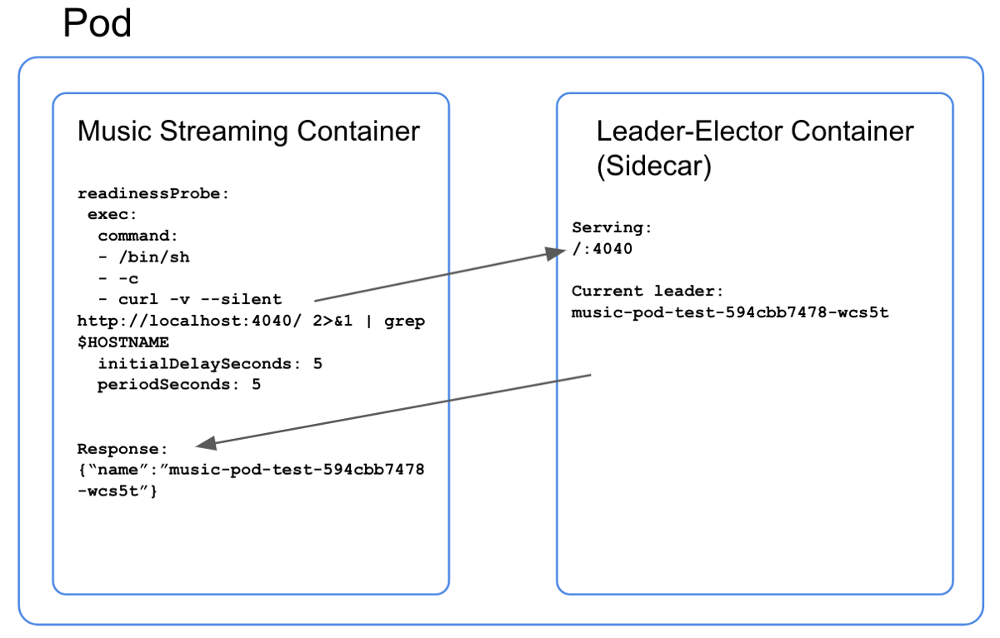 Pod
Music Streaming Container
readinessProbe:
 exec:
  command:
  - /bin/sh
  - -c
  - curl -v --silent
http://localhost:4040/ 2>&1 | grep
$HOSTNAME
  initialDelaySeconds: 5
  periodSeconds: 5
Response:
{“name”:”music-pod-test-594cbb7478
-wcs5t”}
Leader-Elector Container
(Sidecar)
Serving:
/:4040
Current leader:
music-pod-test-594cbb7478-wcs5t